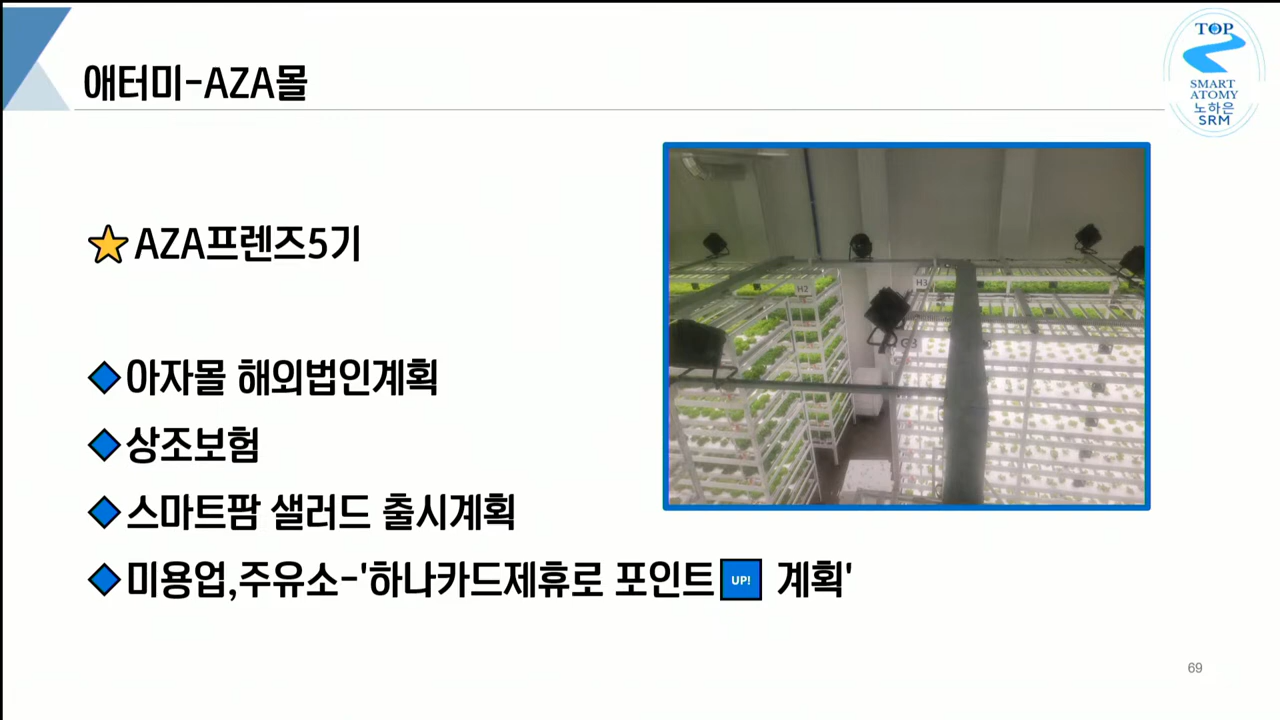 애터미-AZA몰
TOP
SMART
ATOMY
노하은
SRM
⭐AZA프렌즈5기
H2
H3
G3
🔷아자몰 해외법인계획
🔷상조보험
🔷스마트팜 샐러드 출시계획
🔷미용업,주유소-'하나카드제휴로 포인트🆙 계획'
69